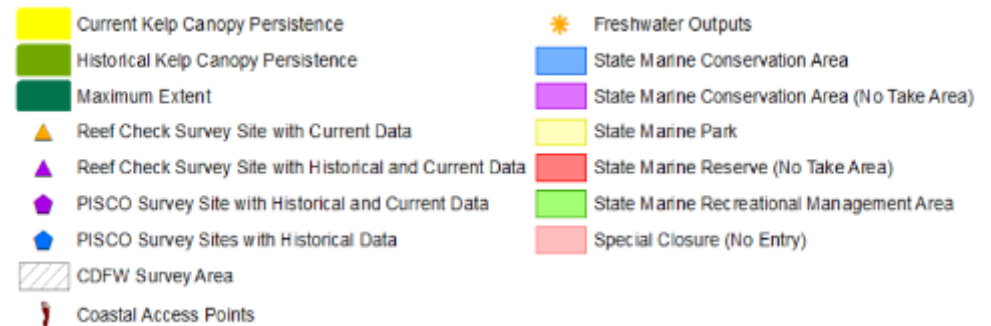 Current Kelp Canopy Persistence
Historical Kelp Canopy Persistence
Maximum Extent
Reef Check Survey Site with Current Data
Reef Check Survey Site with Historical and Current Data
PISCO Survey Site with Historical and Current Data
PISCO Survey Sites with Historical Data
CDFW Survey Area
Coastal Access Points
Freshwater Outputs
State Marine Conservation Area
State Marine Conservation Area (No Take Area)
State Marine Park
State Marine Reserve (No Take Area)
State Marine Recreational Management Area
Special Closure (No Entry)